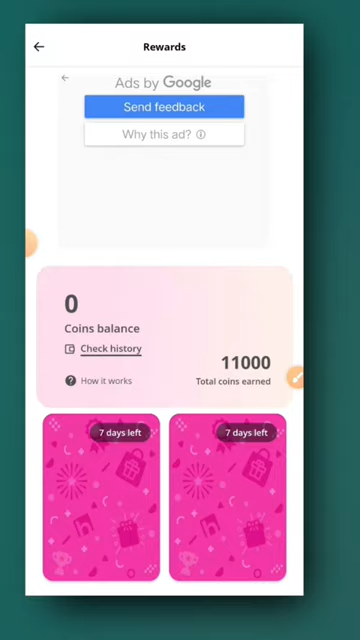 Rewards
Ads by Google
Send feedback
Why this ad?
0
Coins balance
Check history
11000
How it works
Total coins earned
7 days left
7 days left